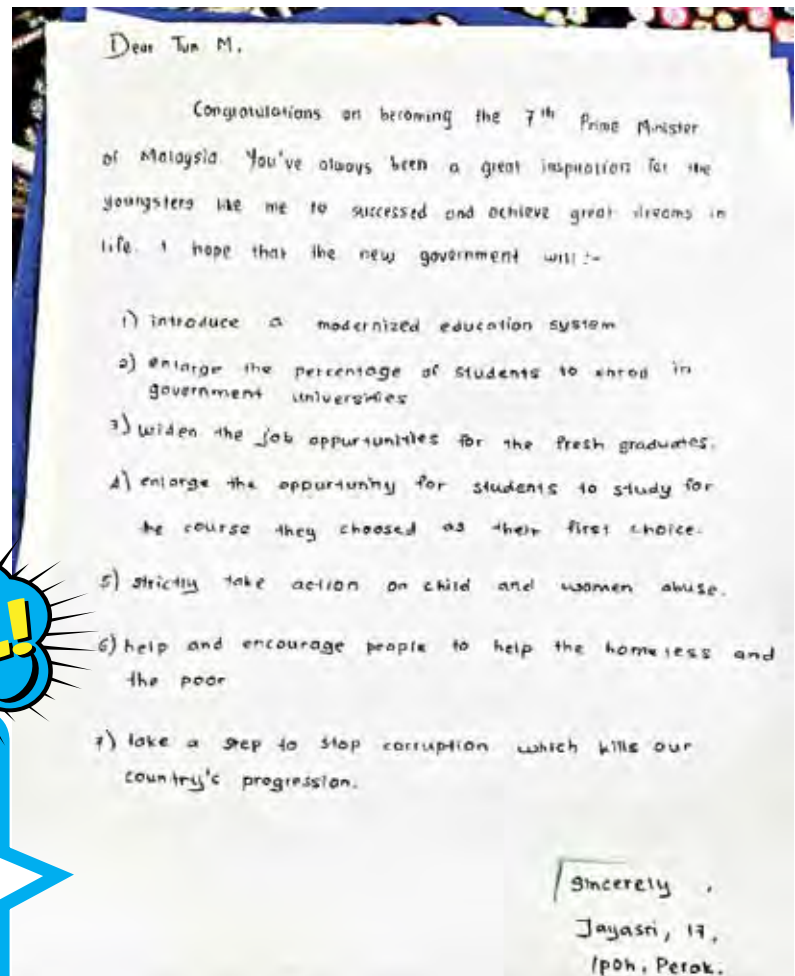 Dear Tun M,
Congratulations on becoming the 7th Prime Minister
of Malaysia. You've always been a great inspiration for the
youngsters like me to successed and achieve great dreams in
life. I hope that the new government will :-
1) introduce a modernized education system
2) enlarge the percentage of students to enrol in
government universities
3) widen the job oppurtunities for the fresh graduates.
4) enlarge the oppurtunity for students to study for
the course they choosed as their first choice.
5) strictly take action on child and women abuse.
6) help and encourage people to help the homeless and
the poor
7) take a step to stop corruption which kills our
country's progression.
Sincerely,
Jayasri, 17,
Ipoh, Perak.